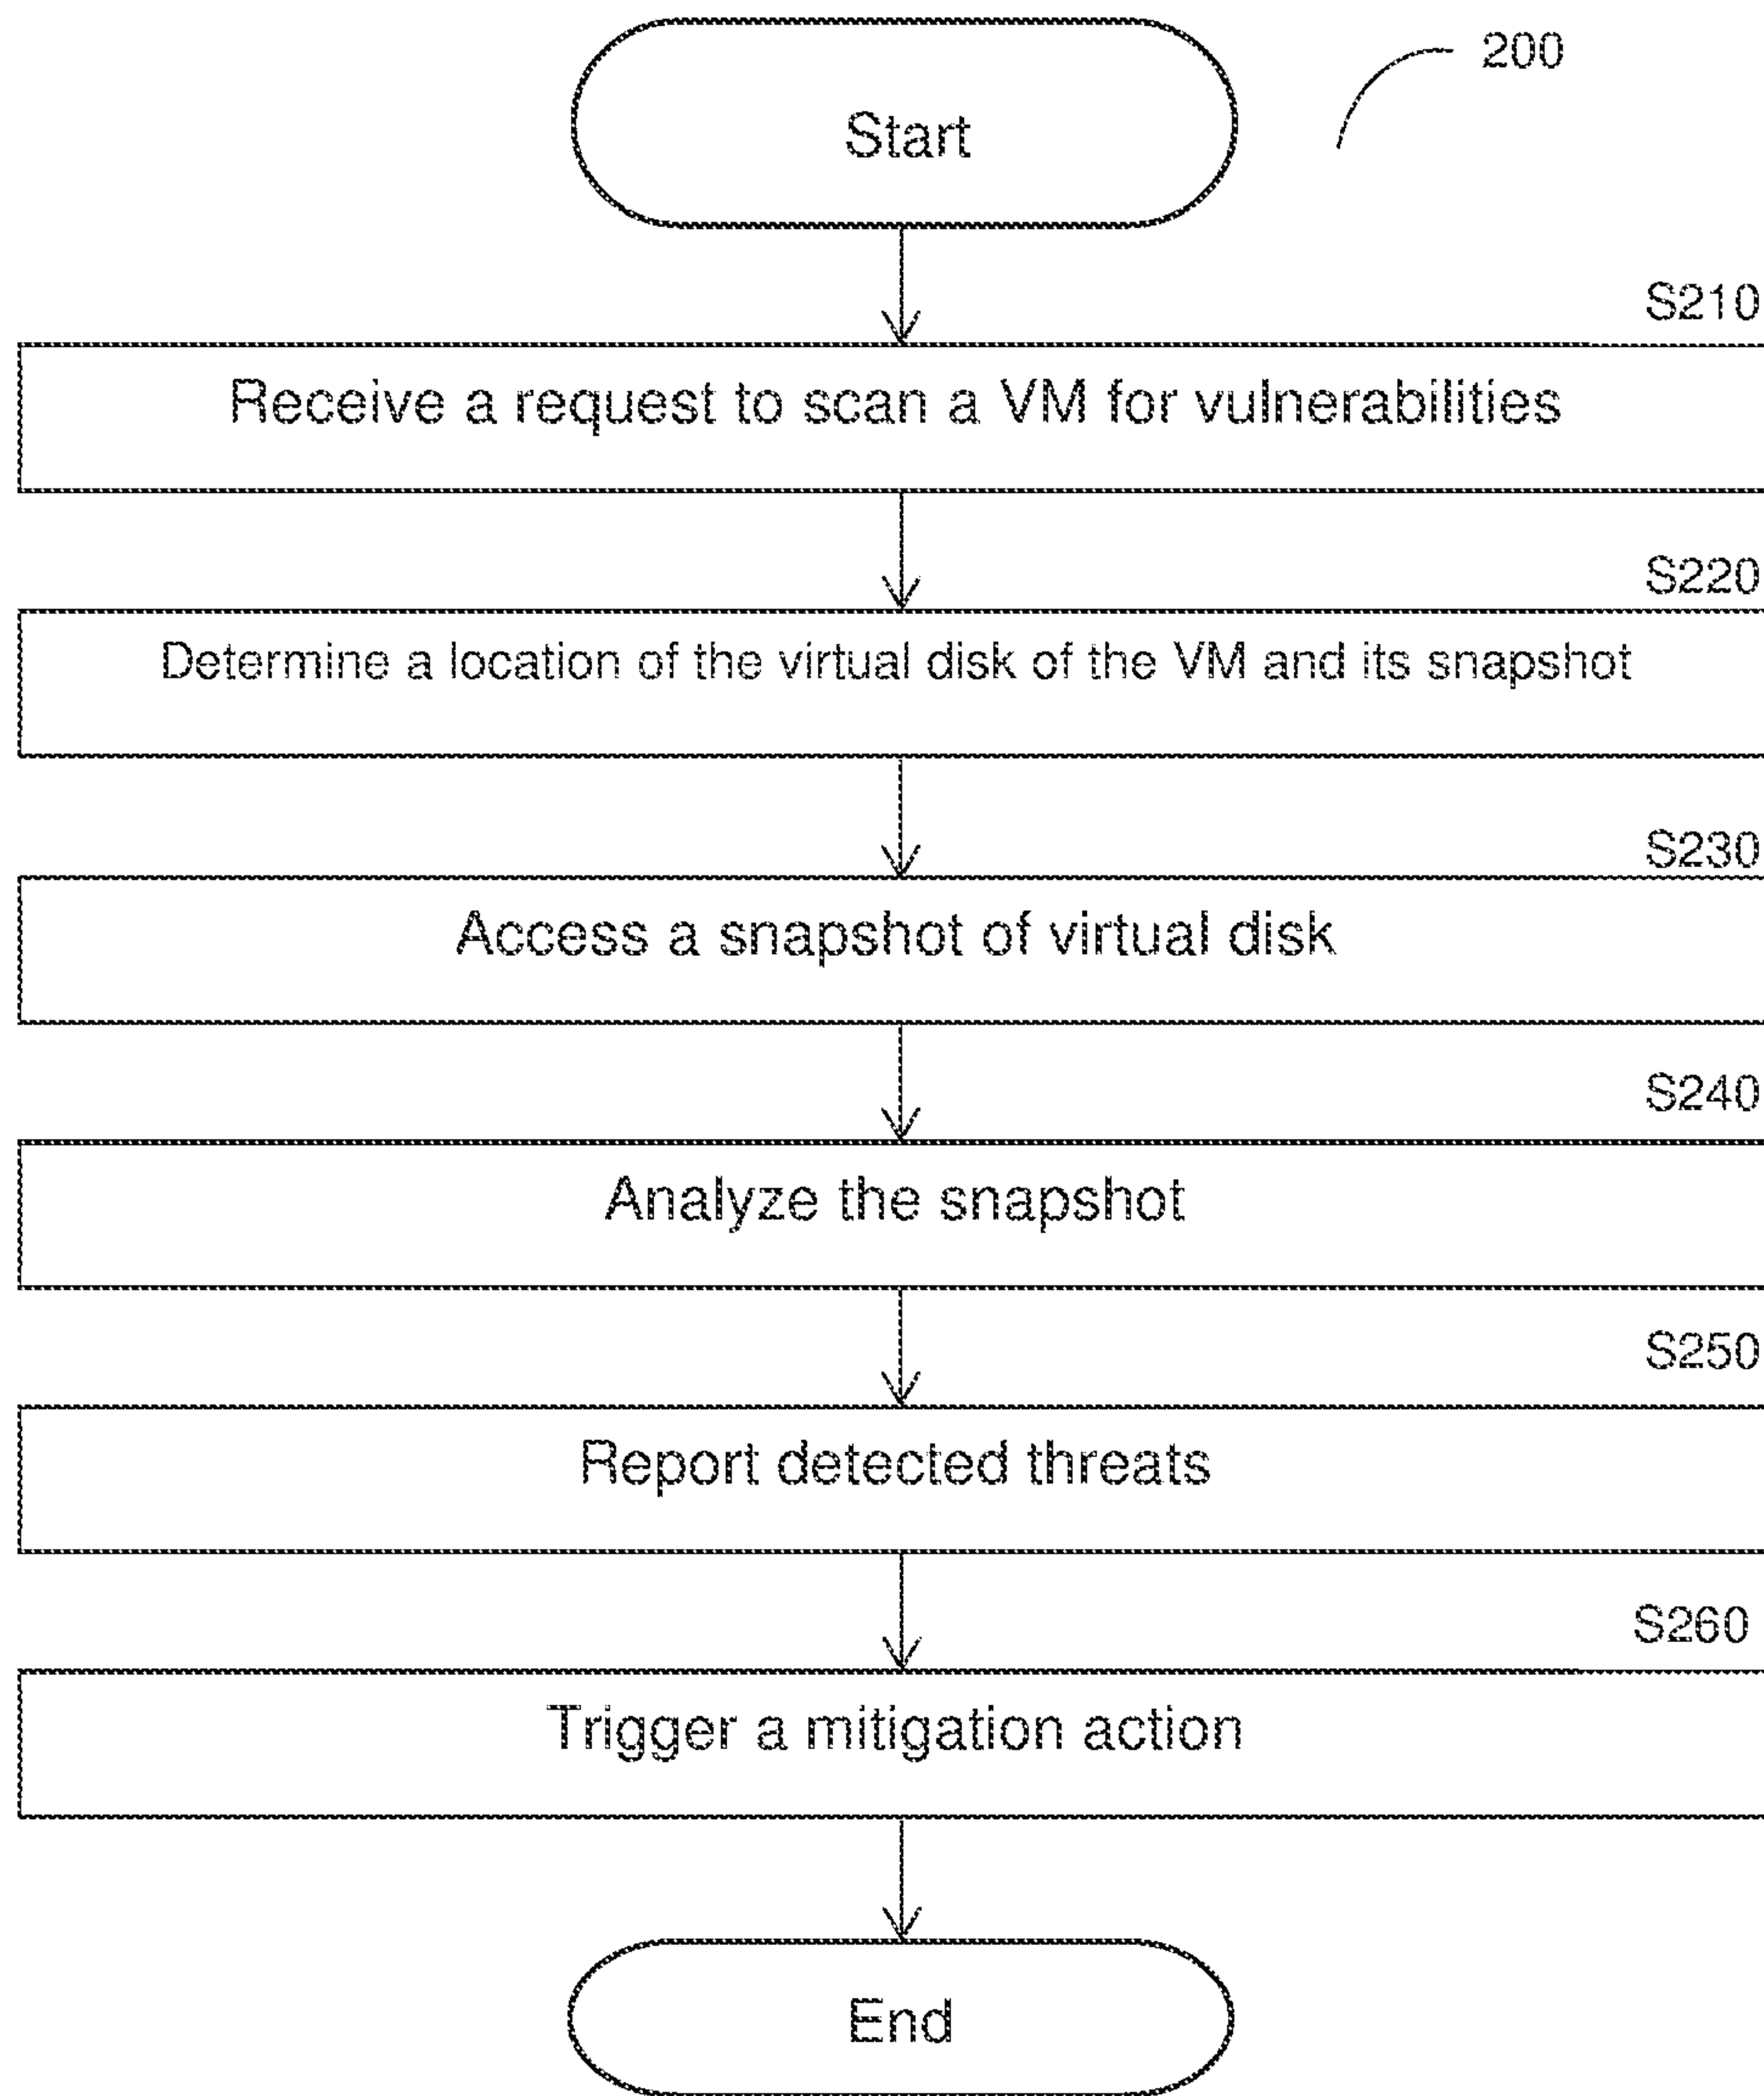 200
Start
S210
Receive a request to scan a VM for vulnerabilities
S220
Determine a location of the virtual disk of the VM and its snapshot
S230
Access a snapshot of virtual disk
S240
Analyze the snapshot
S250
Report detected threats
S260
Trigger a mitigation action
End